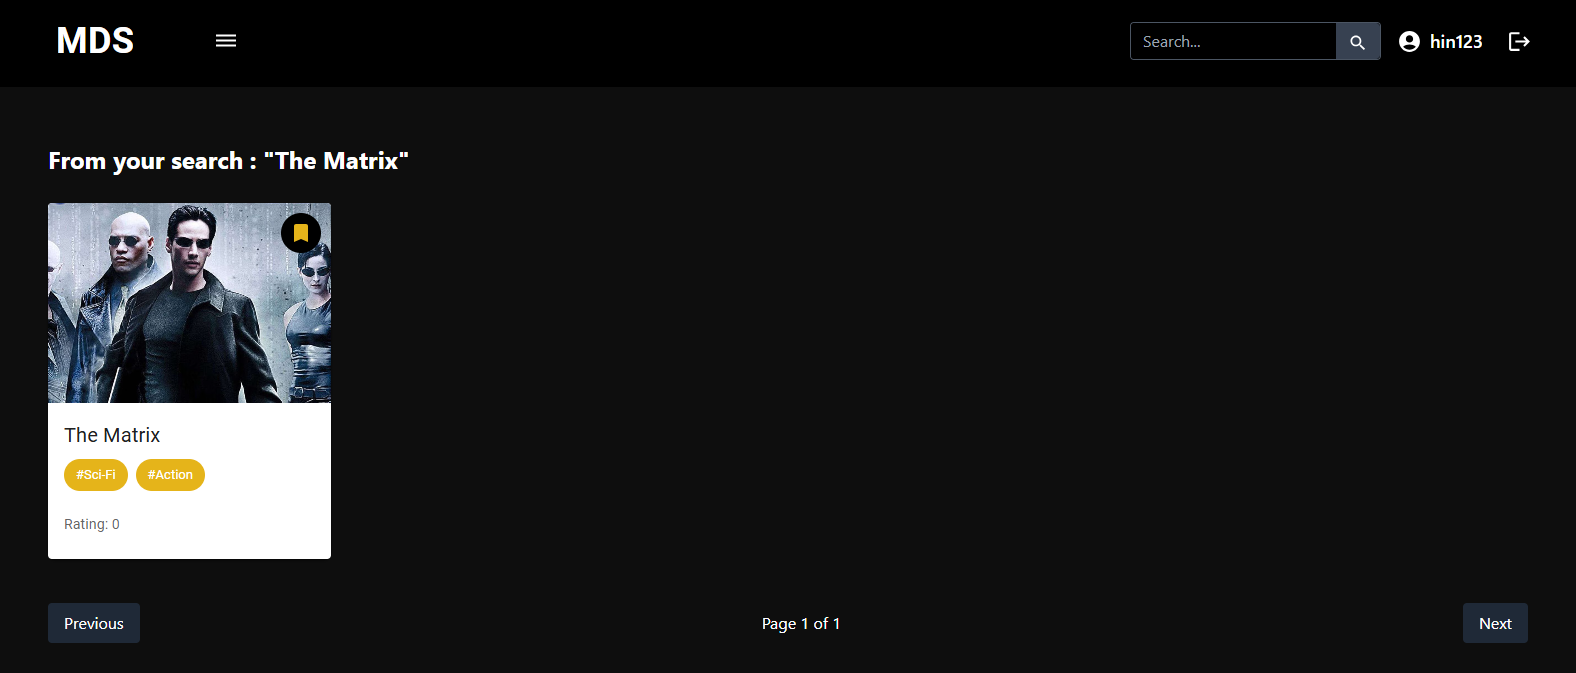 MDS
Search...
hin123
From your search : "The Matrix"
The Matrix
#Sci-Fi #Action
Rating: 0
Previous
Page 1 of 1
Next